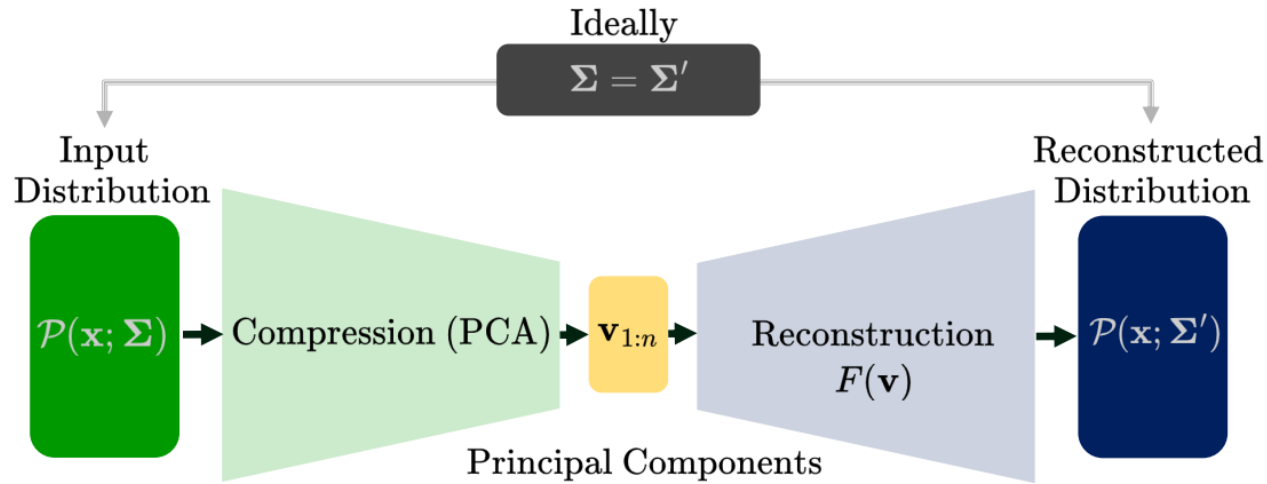 Ideally
Σ = Σ′
Input
Distribution
Reconstructed
Distribution
𝒫(x; Σ)
Compression (PCA)
v₁:ₙ
Reconstruction
F(v)
𝒫(x; Σ′)
Principal Components